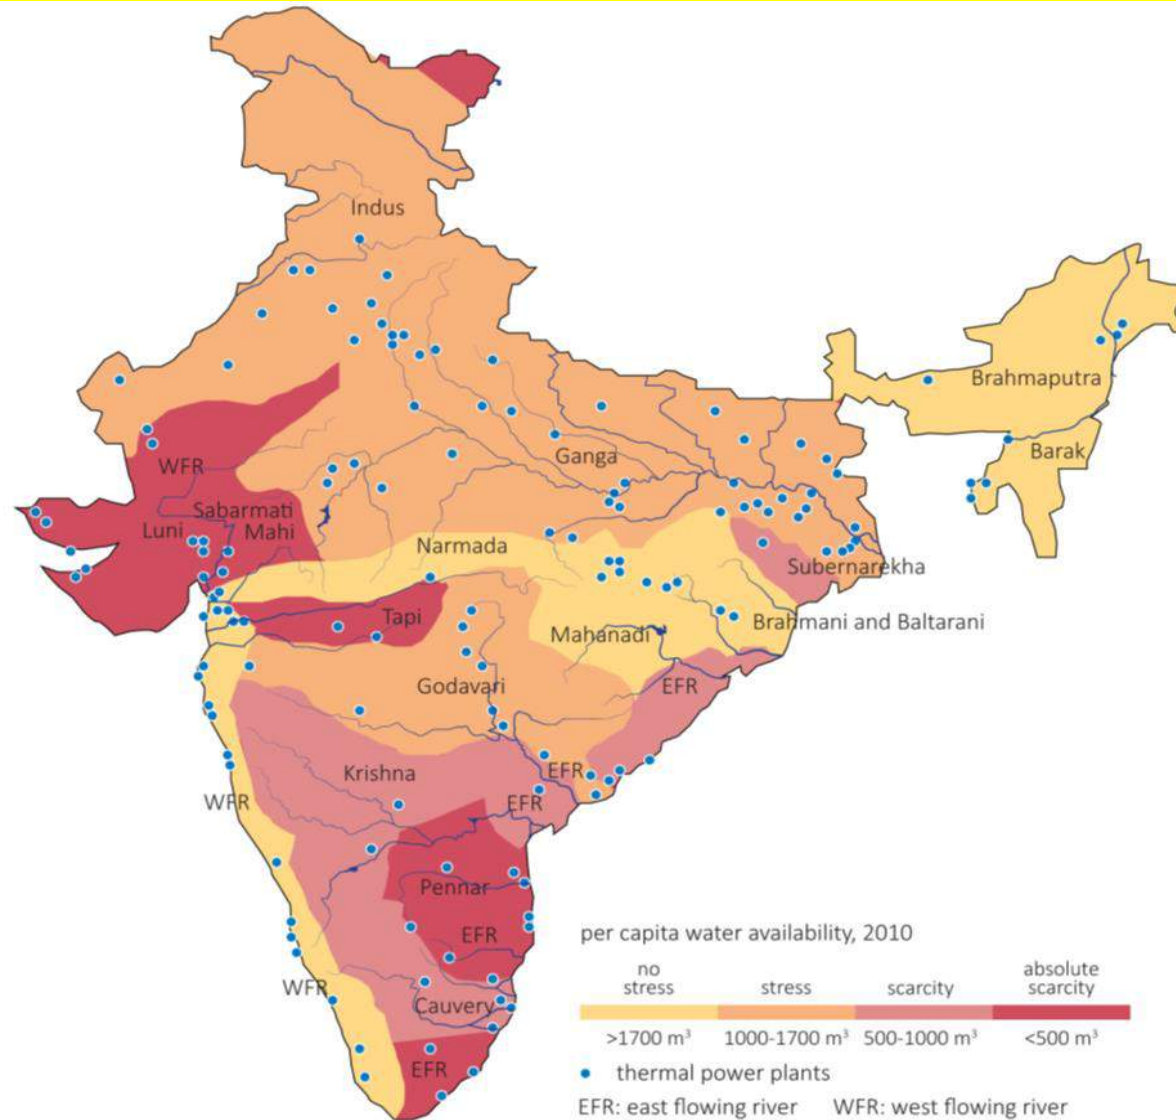 Indus
Brahmaputra
Barak
Ganga
WFR
Sabarmati
Luni
Mahi
Narmada
Subernarekha
Tapi
Mahanadi
Brahmani and Baltarani
Godavari
EFR
Krishna
EFR
WFR
EFR
Pennar
EFR
WFR
Cauvery
EFR
per capita water availability, 2010
no stress
stress
scarcity
absolute scarcity
>1700 m³
1000-1700 m³
500-1000 m³
<500 m³
thermal power plants
EFR: east flowing river
WFR: west flowing river